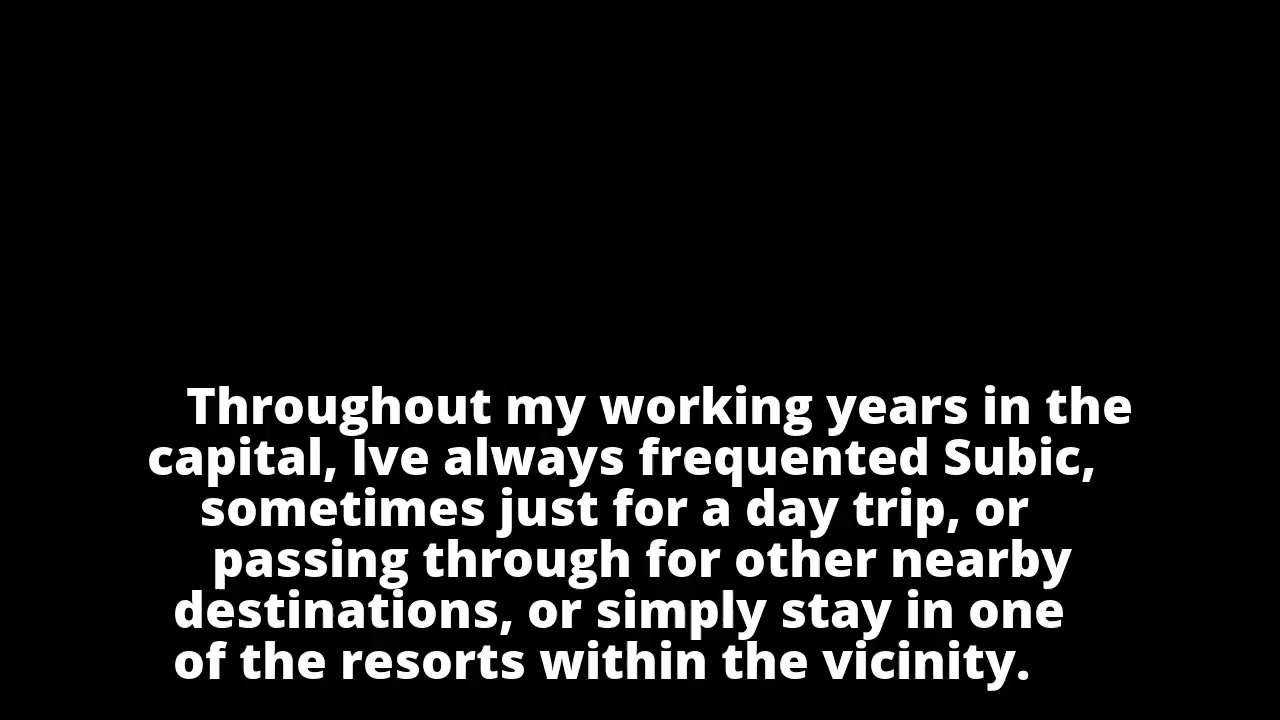 Throughout my working years in the
capital, Ive always frequented Subic,
sometimes just for a day trip, or
passing through for other nearby
destinations, or simply stay in one
of the resorts within the vicinity.